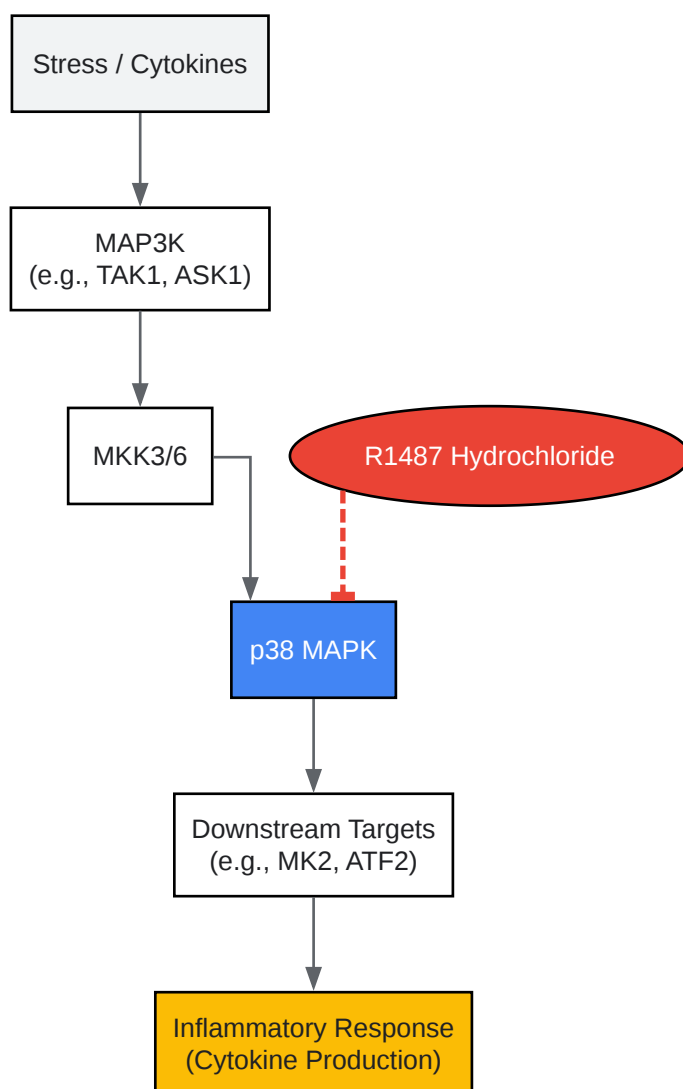 Stress / Cytokines
MAP3K
(e.g., TAK1, ASK1)
MKK3/6
R1487 Hydrochloride
p38 MAPK
Downstream Targets
(e.g., MK2, ATF2)
Inflammatory Response
(Cytokine Production)